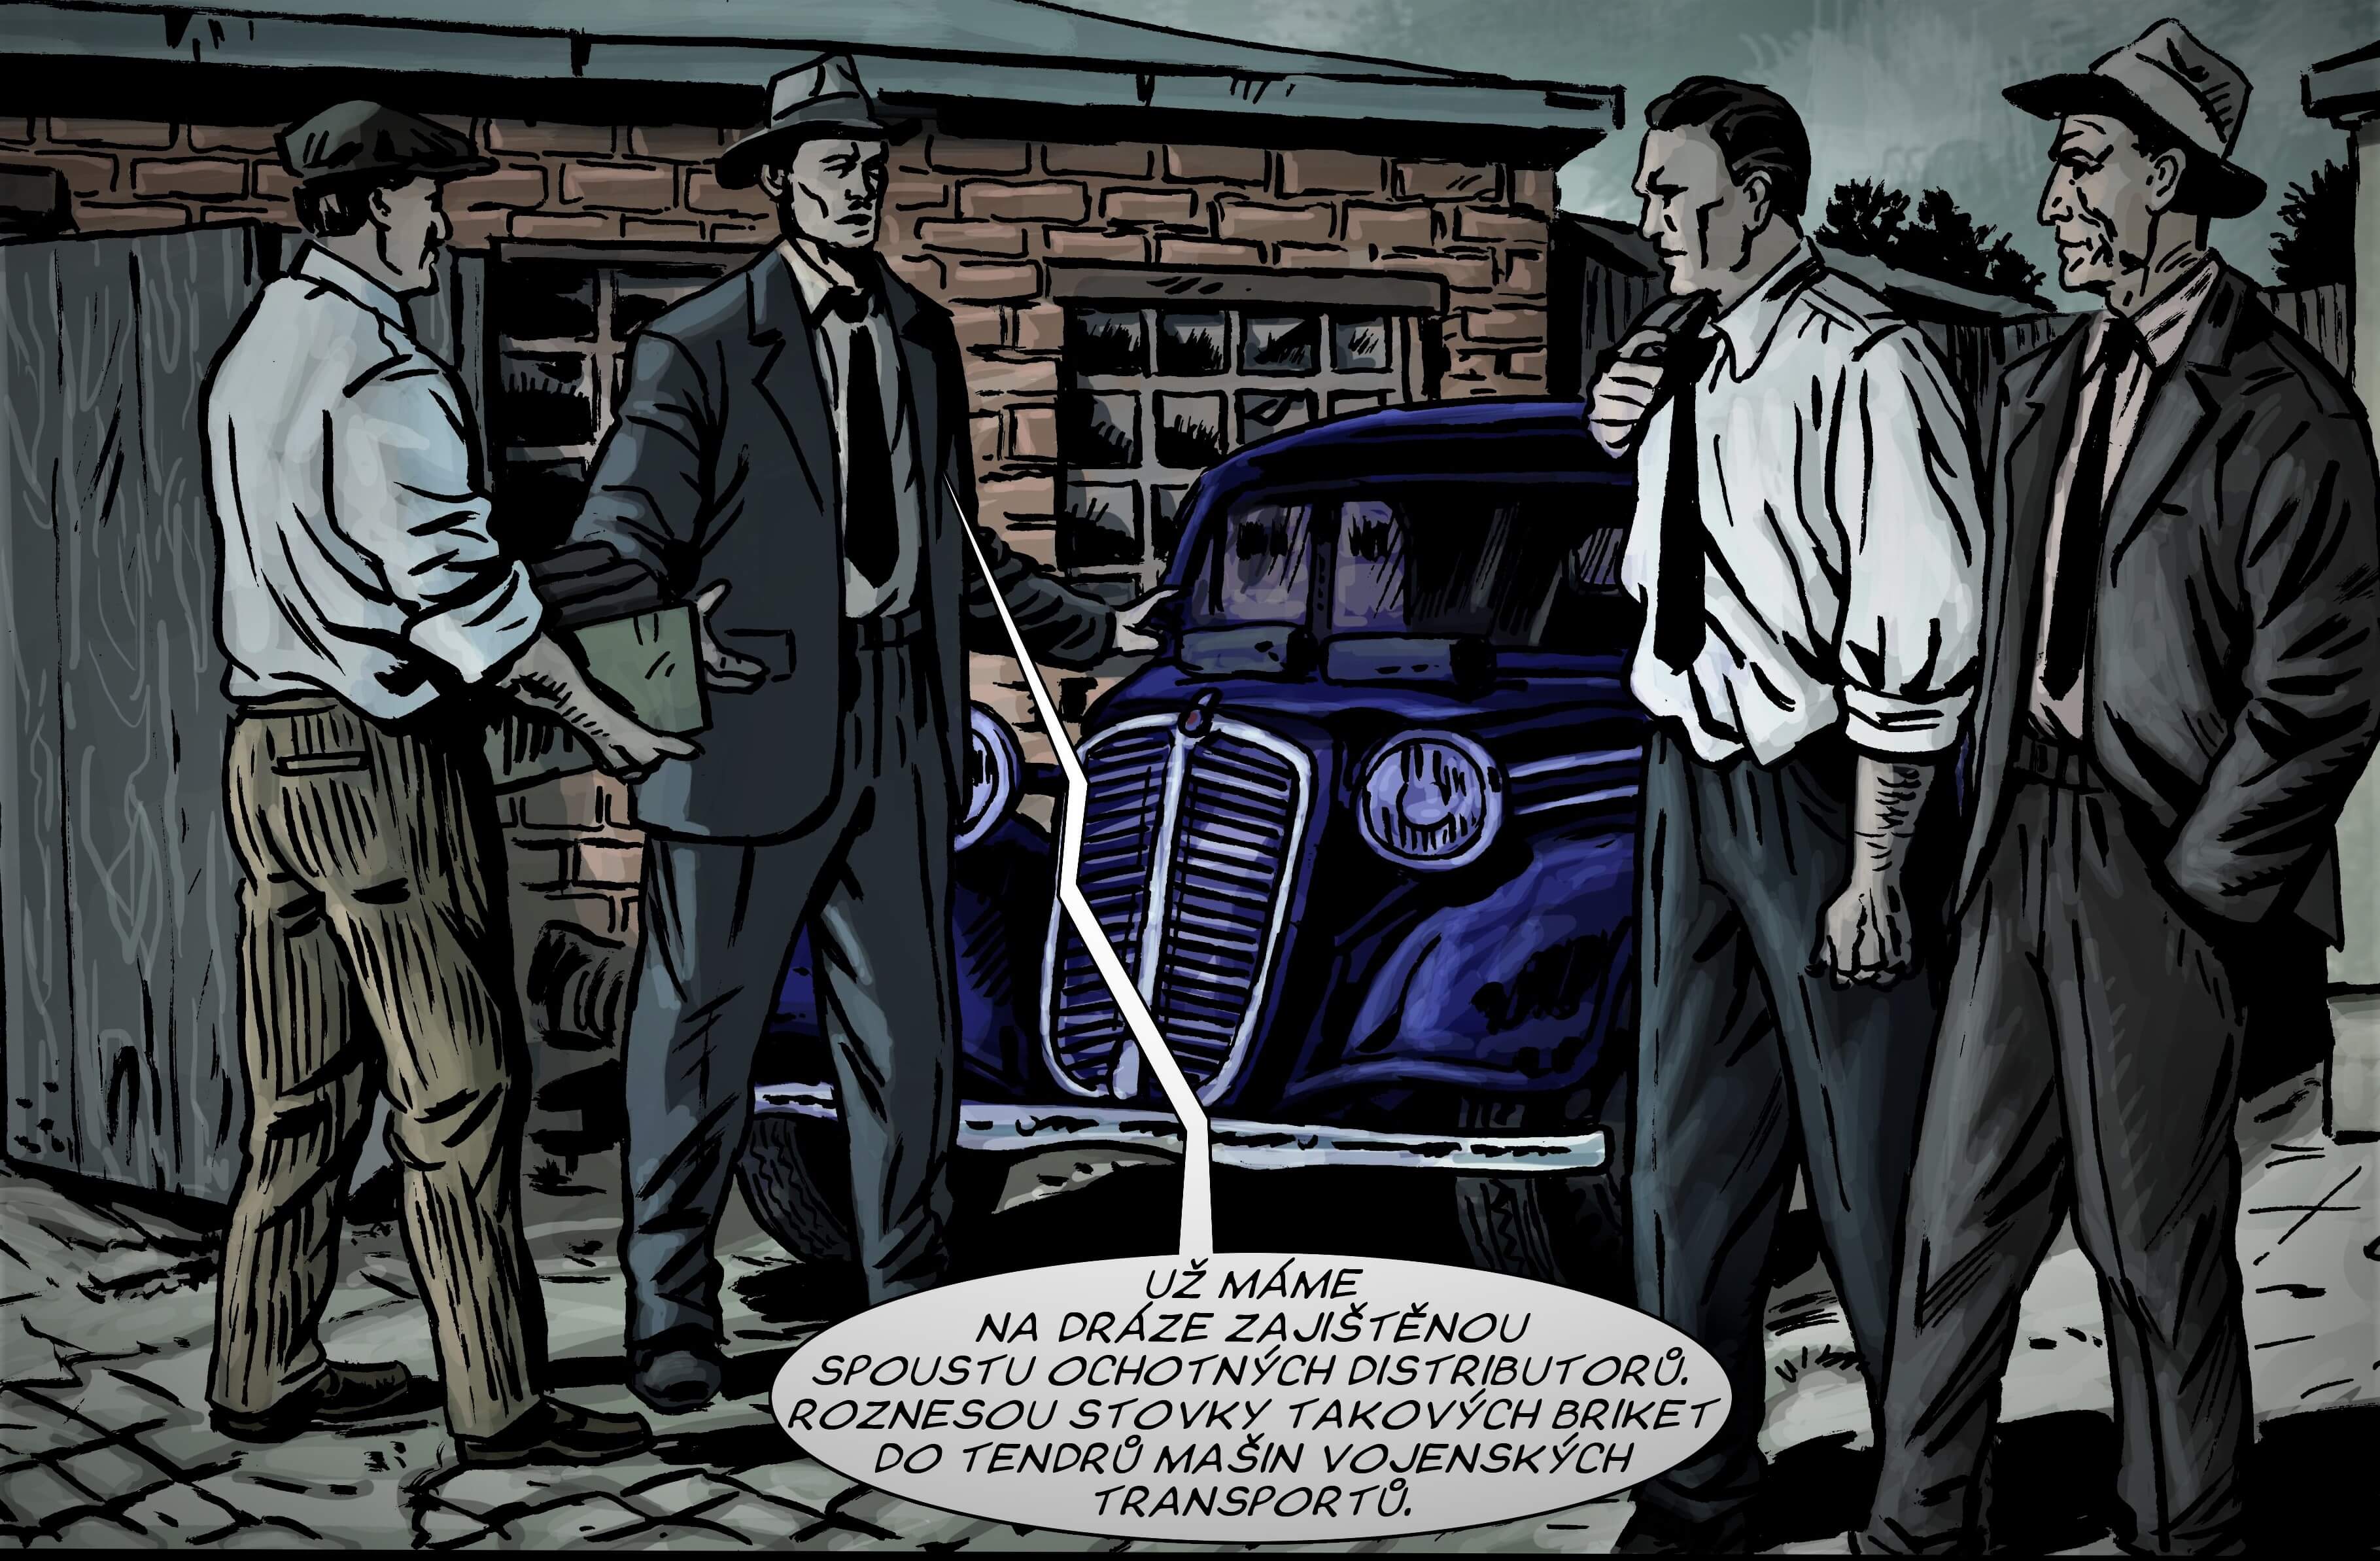 UŽ MÁME
NA DRÁZE ZAJIŠTĚNOU
SPOUSTU OCHOTNÝCH DISTRIBUTORŮ.
ROZNESOU STOVKY TAKOVÝCH BRIKET
DO TENDRŮ MAŠIN VOJENSKÝCH
TRANSPORTŮ.